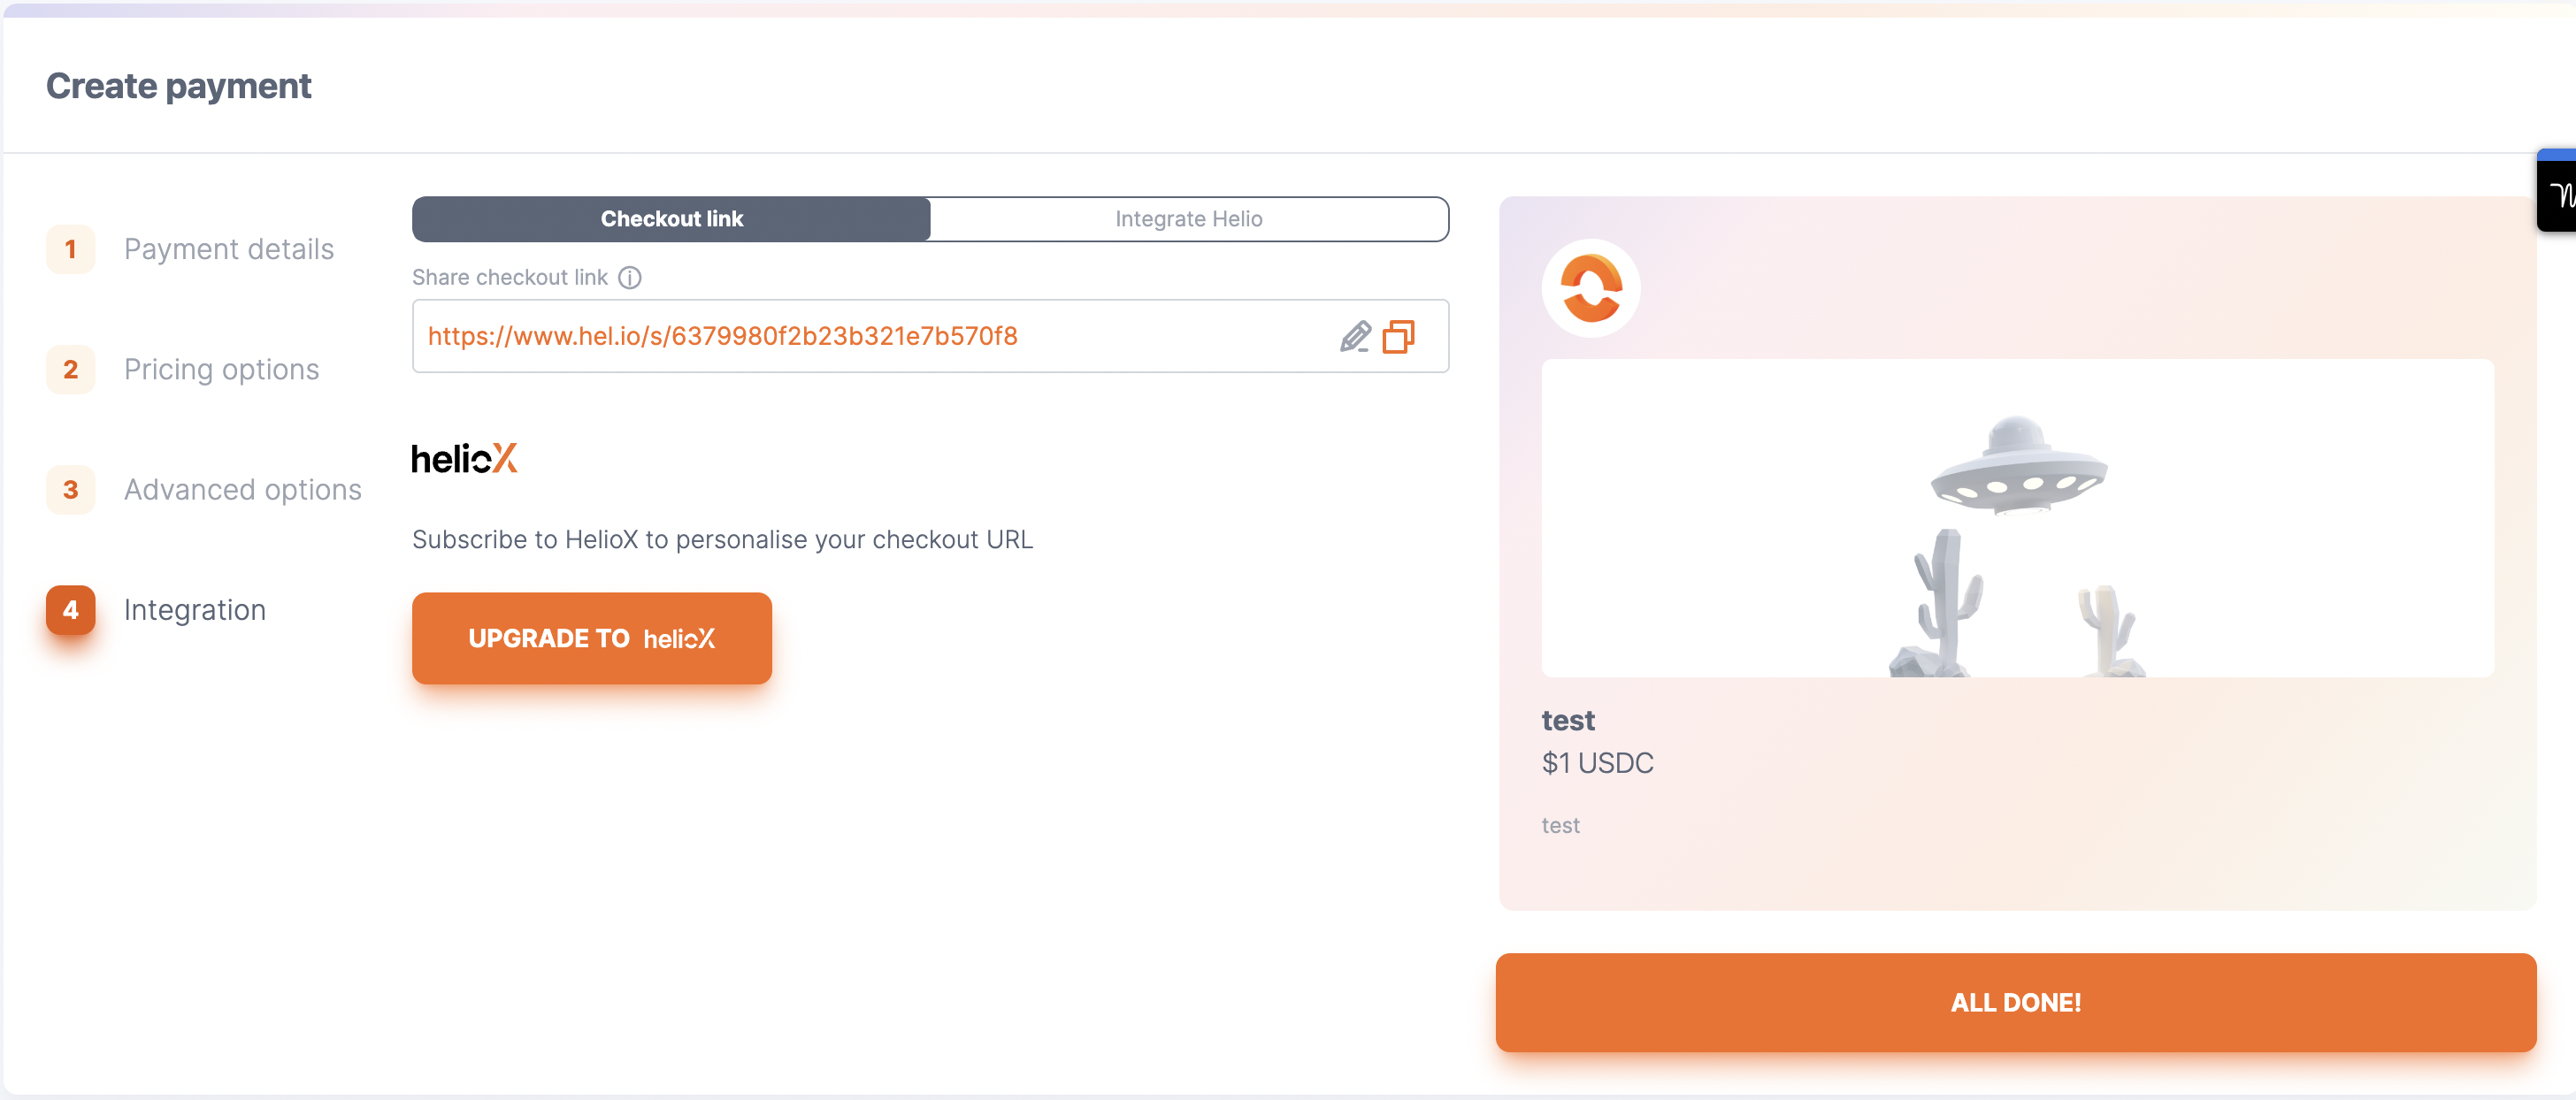 Create payment
1 Payment details
2 Pricing options
3 Advanced options
4 Integration
Checkout link
Integrate Helio
Share checkout link
https://www.hel.io/s/6379980f2b23b321e7b570f8
helioX
Subscribe to HelioX to personalise your checkout URL
UPGRADE TO helioX
test
$1 USDC
test
ALL DONE!